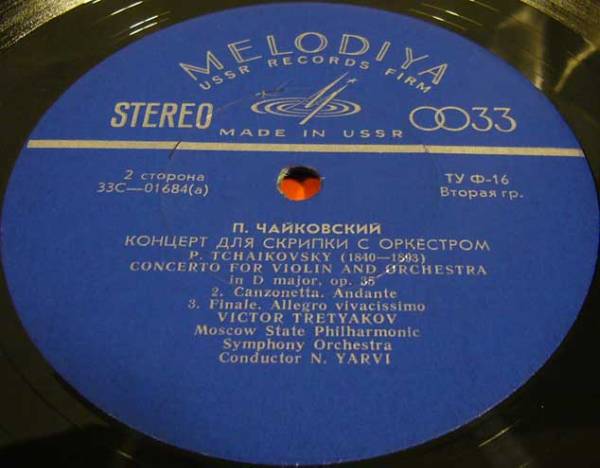 MELODIYA
USSR RECORDS FIRM
STEREO
33
MADE IN USSR
2 сторона
33С—01684(а)
ТУ Ф-16
Вторая гр.
П. ЧАЙКОВСКИЙ
КОНЦЕРТ ДЛЯ СКРИПКИ С ОРКЕСТРОМ
P. TCHAIKOVSKY (1840—1893)
CONCERTO FOR VIOLIN AND ORCHESTRA
in D major, op. 35
2. Canzonetta. Andante
3. Finale. Allegro vivacissimo
VICTOR TRETYAKOV
Moscow State Philharmonic
Symphony Orchestra
Conductor N. YARVI